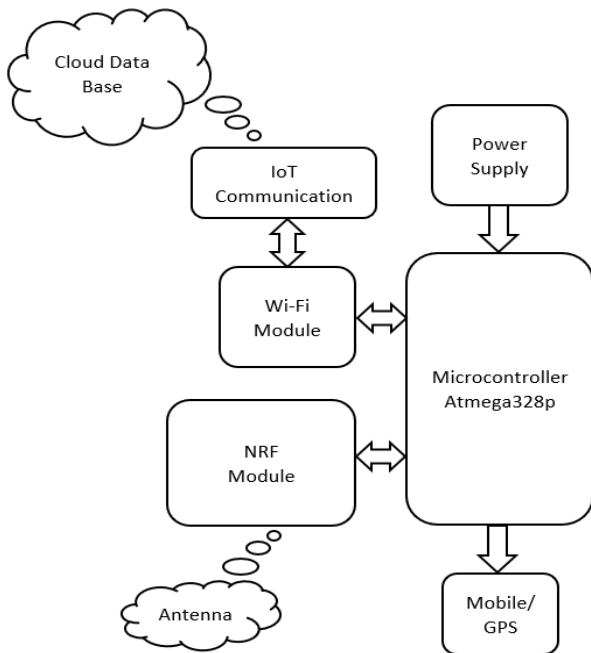 Cloud Data
Base
IoT
Communication
Power
Supply
Wi-Fi
Module
Microcontroller
Atmega328p
NRF
Module
Antenna
Mobile/
GPS